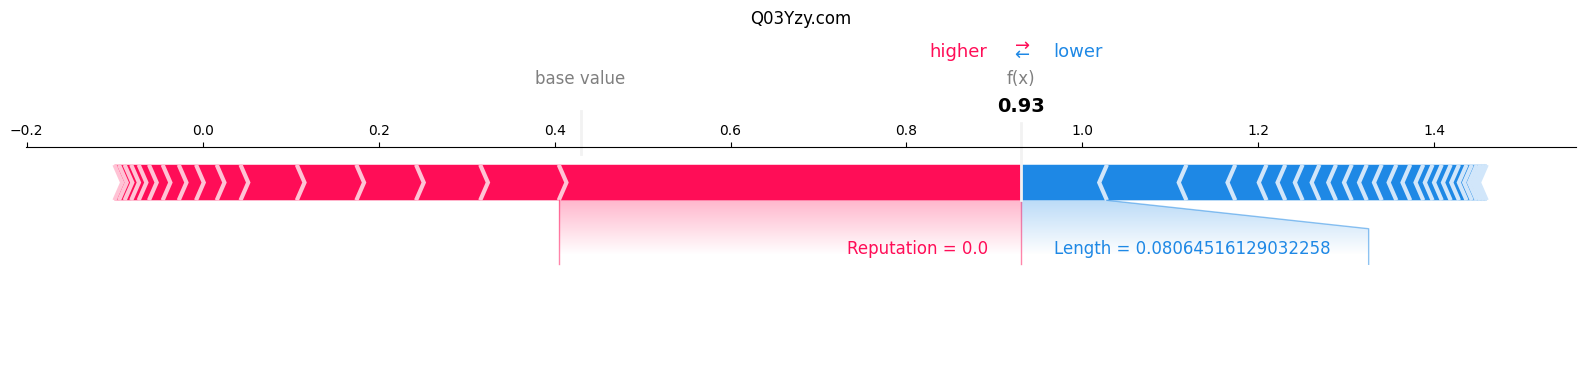 Q03Yzy.com
higher ⇄ lower
base value f(x)
0.93
−0.2 0.0 0.2 0.4 0.6 0.8 1.0 1.2 1.4
Reputation = 0.0 Length = 0.08064516129032258